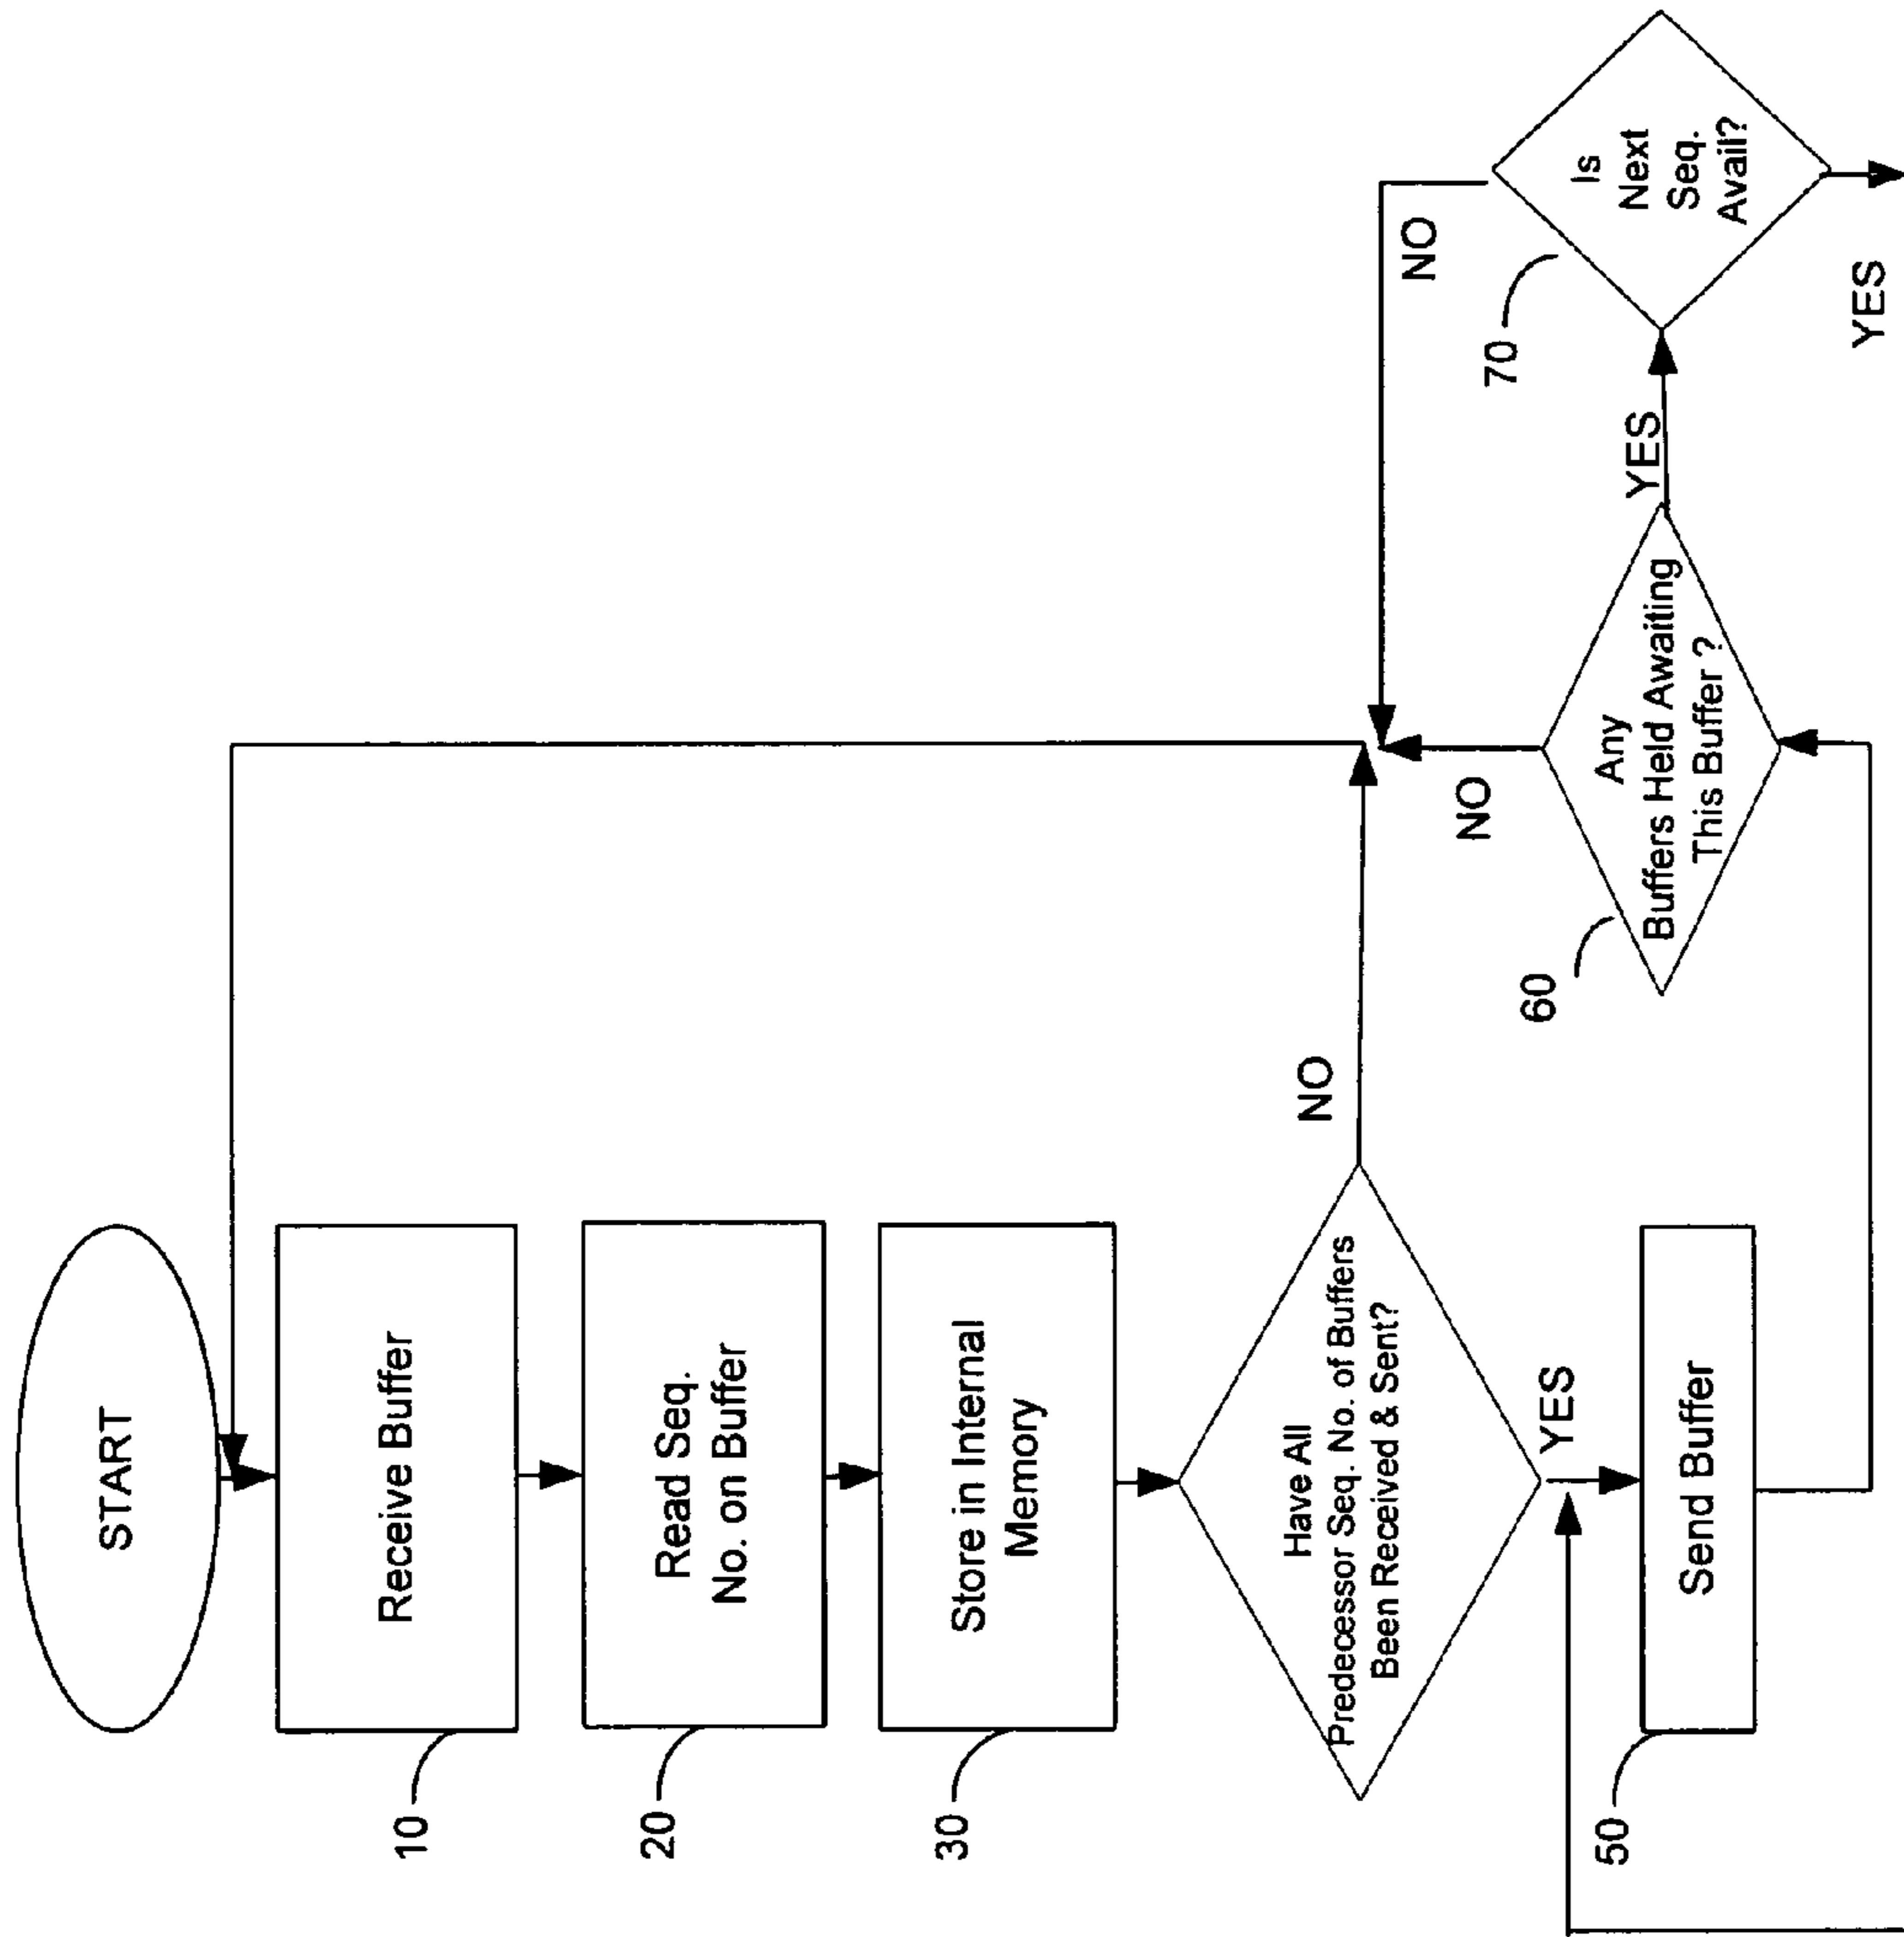 START
Receive Buffer
10
Read Seq.
No. on Buffer
20
Store in Internal
Memory
30
Have All
Predecessor Seq. No. of Buffers
Been Received & Sent?
NO
YES
Send Buffer
50
Any
Buffers Held Awaiting
This Buffer ?
60
NO
YES
Is
Next
Seq.
Avail?
70
NO
YES